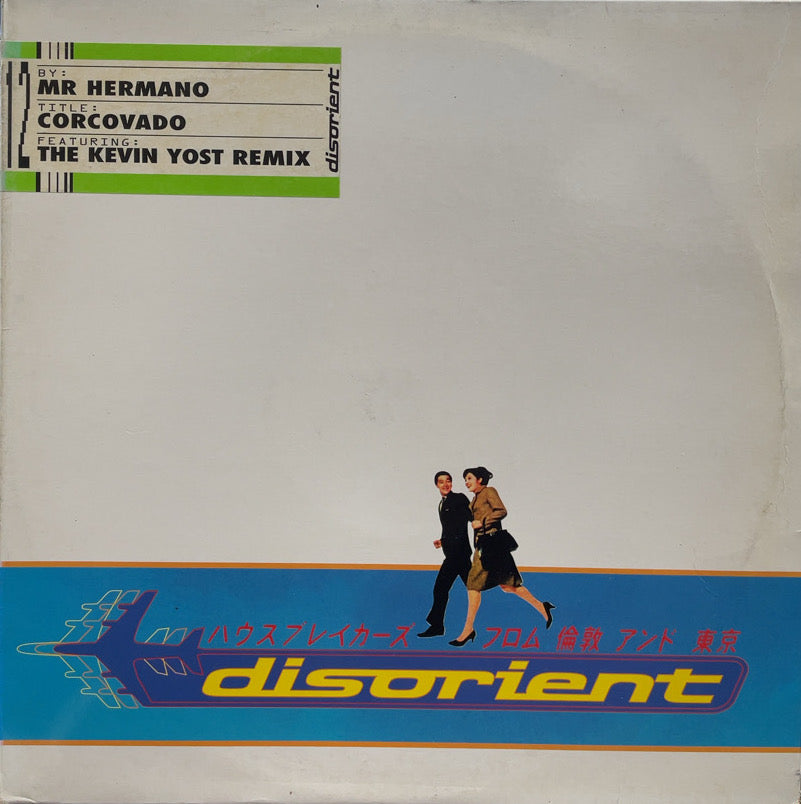 12
BY:
MR HERMANO
TITLE:
CORCOVADO
FEATURING:
THE KEVIN YOST REMIX
disorient
ハウスブレイカーズ フロム 倫敦 アンド 東京
disorient